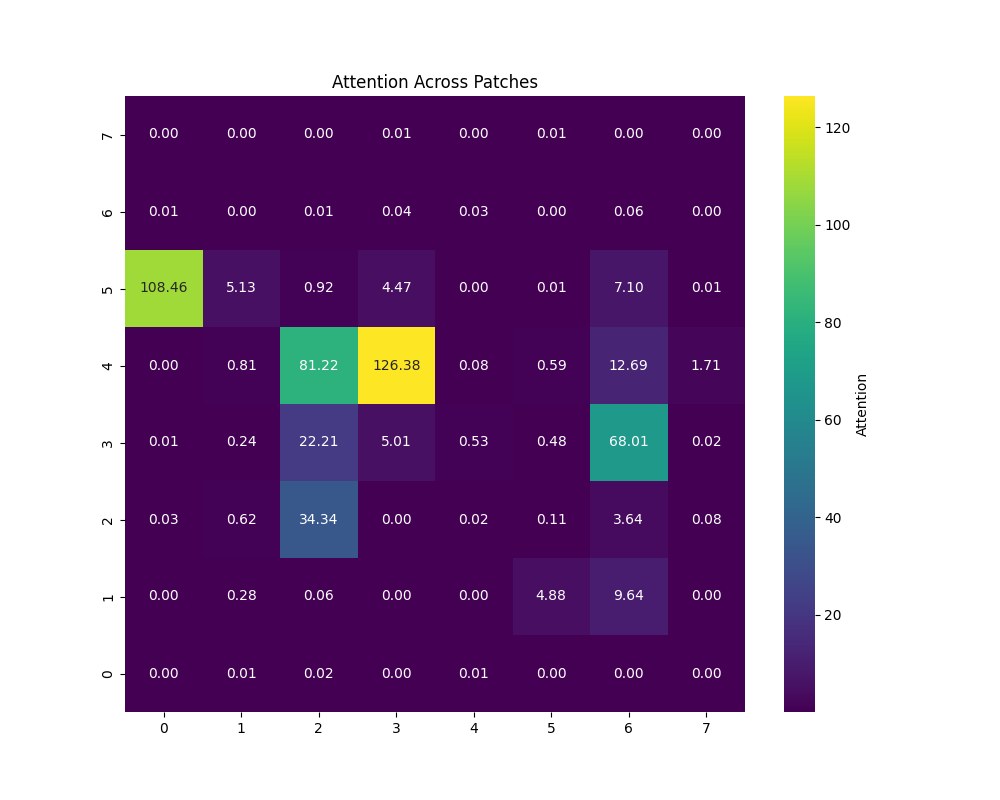 Attention Across Patches
7 0.00 0.00 0.00 0.01 0.00 0.01 0.00 0.00
6 0.01 0.00 0.01 0.04 0.03 0.00 0.06 0.00
5 108.46 5.13 0.92 4.47 0.00 0.01 7.10 0.01
4 0.00 0.81 81.22 126.38 0.08 0.59 12.69 1.71
3 0.01 0.24 22.21 5.01 0.53 0.48 68.01 0.02
2 0.03 0.62 34.34 0.00 0.02 0.11 3.64 0.08
1 0.00 0.28 0.06 0.00 0.00 4.88 9.64 0.00
0 0.00 0.01 0.02 0.00 0.01 0.00 0.00 0.00
0 1 2 3 4 5 6 7
120
100
80
60
40
20
Attention